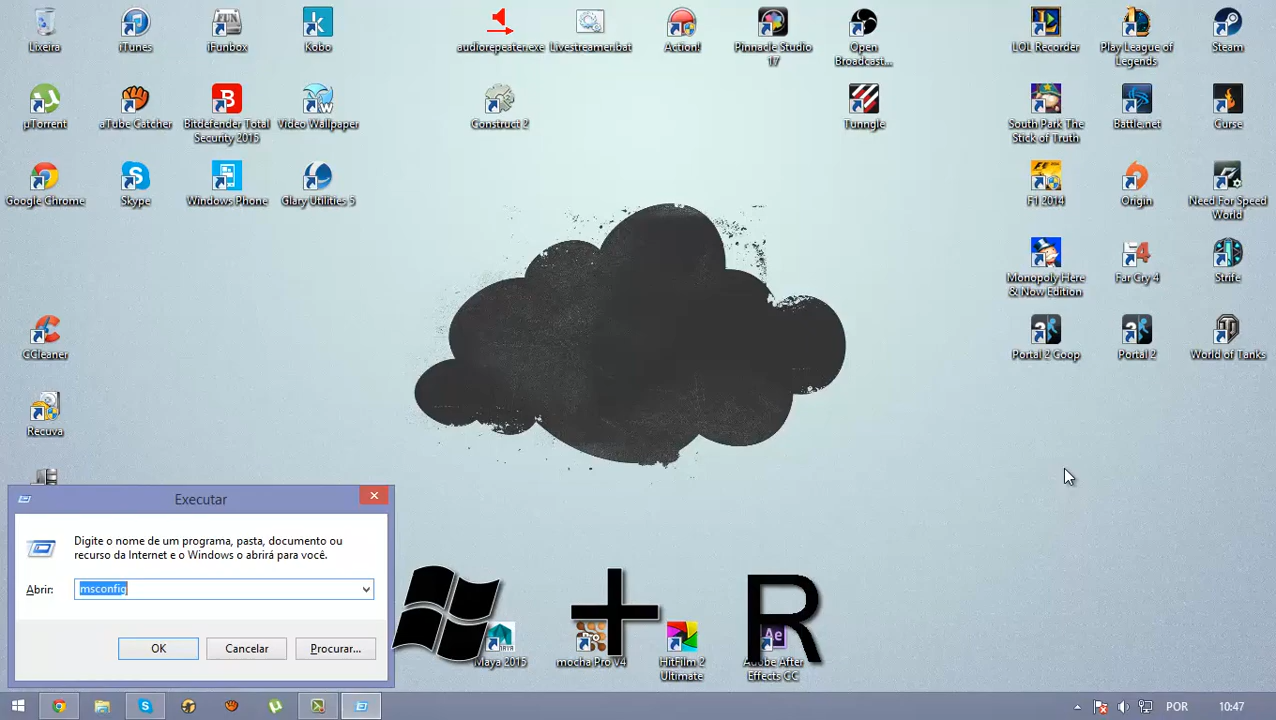 Lixeira
iTunes
iFunbox
Kobo
audiorepeater.exe
Livestreamer.bat
Action!
Pinnacle Studio
17
Open
Broadcast...
LOL Recorder
Play League of
Legends
Steam
µTorrent
aTube Catcher
Bitdefender Total
Security 2015
Video Wallpaper
Construct 2
Tunngle
South Park The
Stick of Truth
Battle.net
Curse
Google Chrome
Skype
Windows Phone
Glary Utilities 5
F1 2014
Origin
Need For Speed
World
Monopoly Here
& Now Edition
Far Cry 4
Strife
CCleaner
Portal 2 Coop
Portal 2
World of Tanks
Recuva
Executar
Digite o nome de um programa, pasta, documento ou
recurso da Internet e o Windows o abrirá para você.
Abrir:
msconfig
OK
Cancelar
Procurar...
+ R
Maya 2015
mocha Pro V4
HitFilm 2
Ultimate
Adobe After
Effects CC
POR
10:47